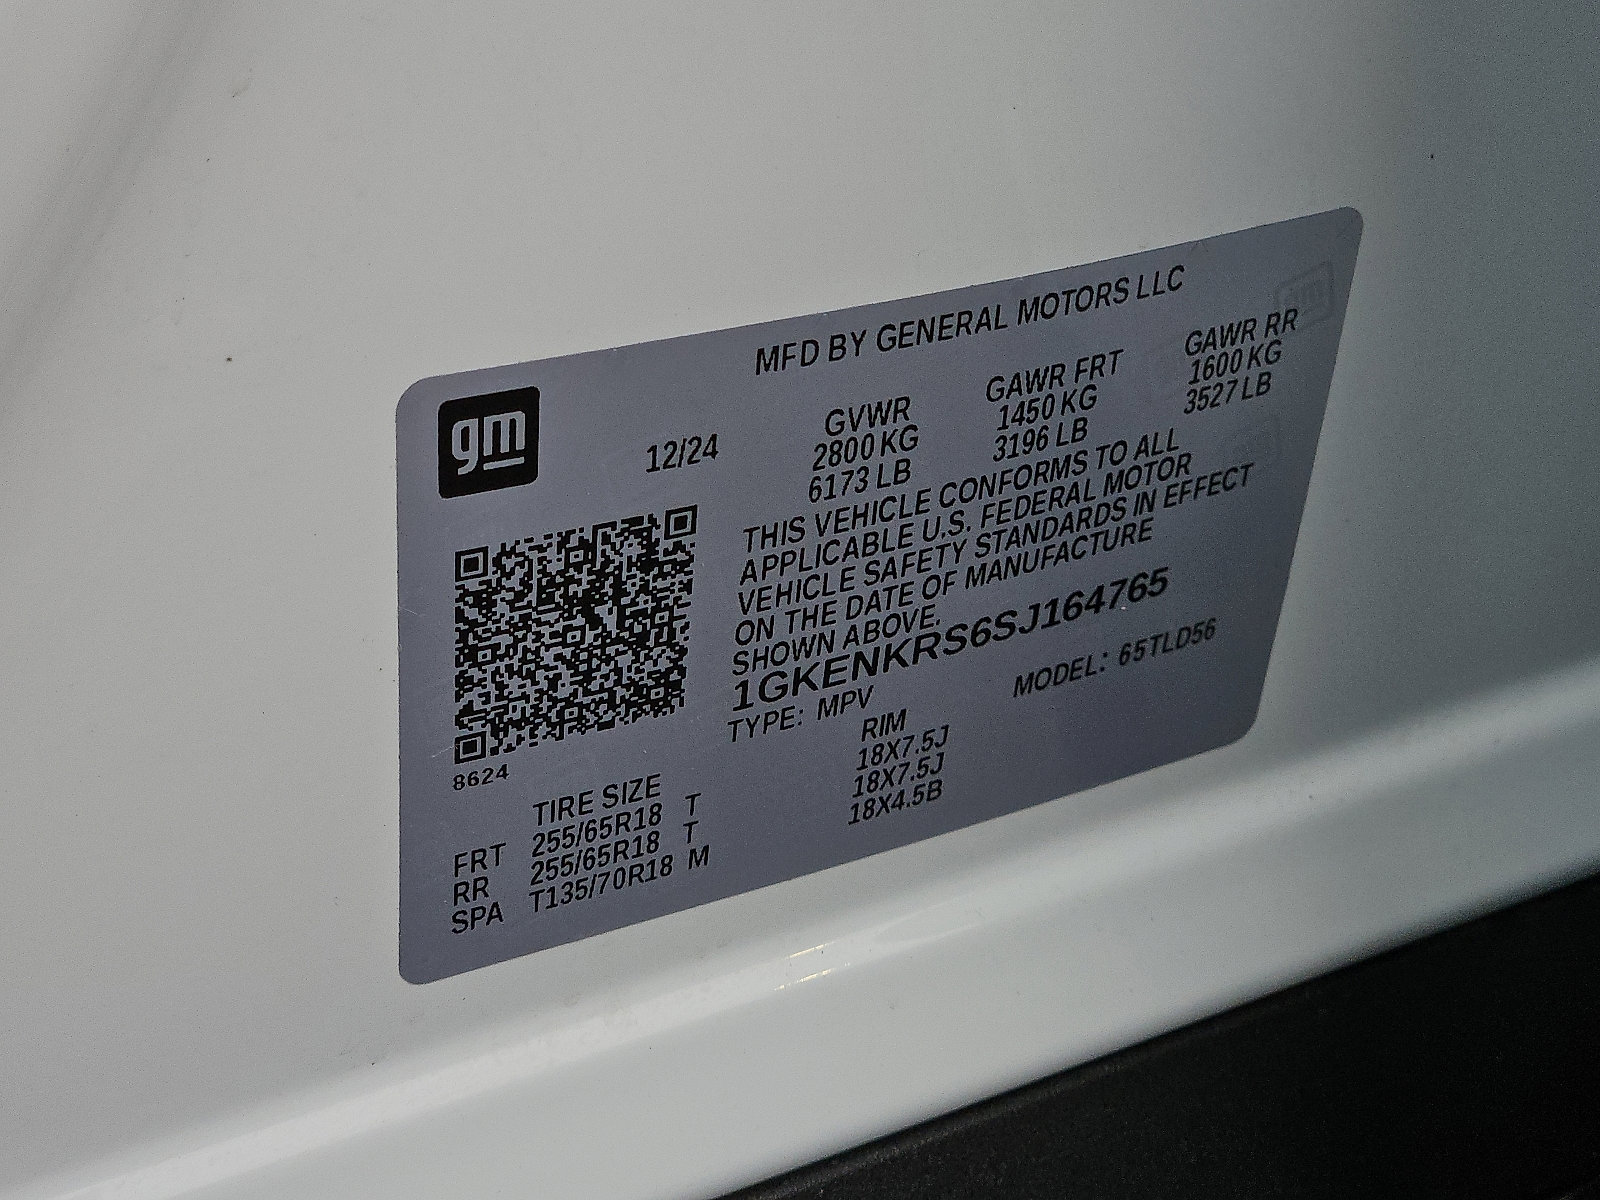 gm
MFD BY GENERAL MOTORS LLC
12/24
GVWR GAWR FRT GAWR RR
2800 KG 1450 KG 1600 KG
6173 LB 3196 LB 3527 LB
THIS VEHICLE CONFORMS TO ALL
APPLICABLE U.S. FEDERAL MOTOR
VEHICLE SAFETY STANDARDS IN EFFECT
ON THE DATE OF MANUFACTURE
SHOWN ABOVE.
1GKENKRS6SJ164765
TYPE: MPV MODEL: 65TLD56
8624
TIRE SIZE RIM
FRT 255/65R18 T 18X7.5J
RR 255/65R18 T 18X7.5J
SPA T135/70R18 M 18X4.5B